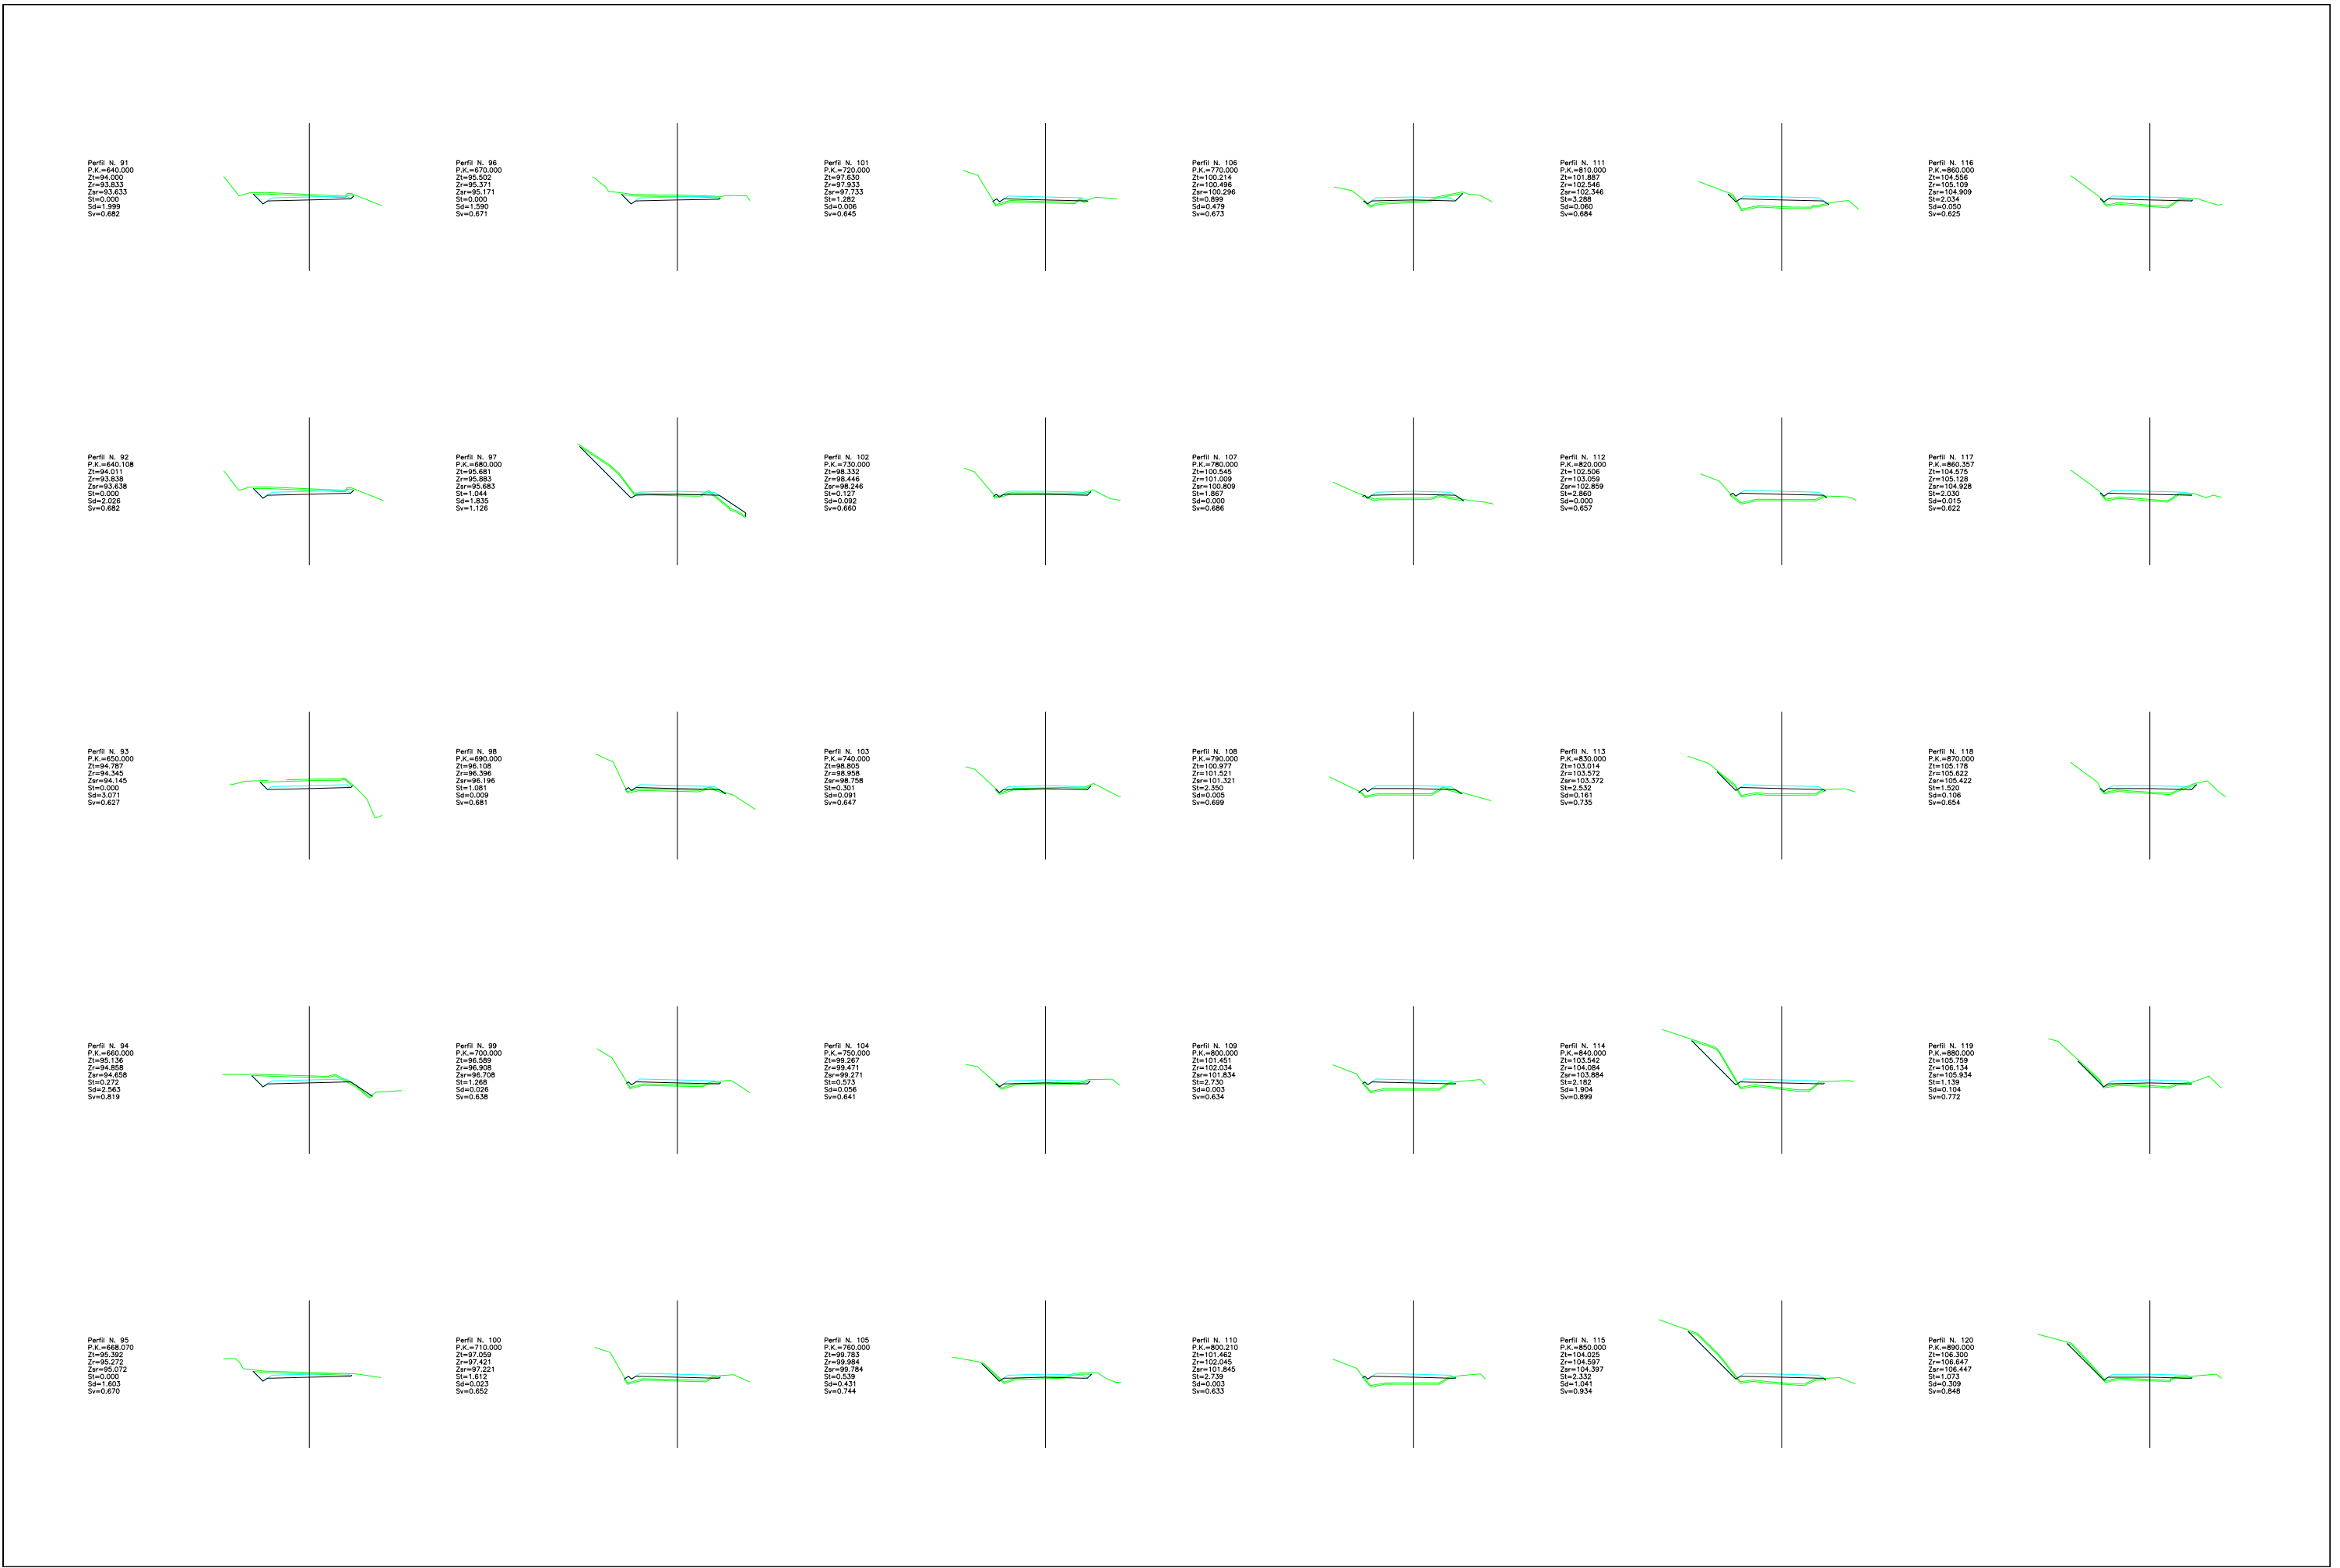 Perfil N. 91
P.K.=640.000
Zt=94.000
Zr=93.833
Zsr=93.633
St=0.000
Sd=1.999
Sv=0.682
Perfil N. 92
P.K.=640.108
Zt=94.011
Zr=93.838
Zsr=93.638
St=0.000
Sd=2.026
Sv=0.682
Perfil N. 93
P.K.=650.000
Zt=94.787
Zr=94.345
Zsr=94.145
St=0.000
Sd=3.071
Sv=0.627
Perfil N. 94
P.K.=660.000
Zt=95.136
Zr=94.858
Zsr=94.658
St=0.272
Sd=2.563
Sv=0.819
Perfil N. 95
P.K.=668.070
Zt=95.392
Zr=95.272
Zsr=95.072
St=0.000
Sd=1.603
Sv=0.670
Perfil N. 96
P.K.=670.000
Zt=95.502
Zr=95.371
Zsr=95.171
St=0.000
Sd=1.590
Sv=0.671
Perfil N. 97
P.K.=680.000
Zt=95.681
Zr=95.883
Zsr=95.683
St=1.044
Sd=1.835
Sv=1.126
Perfil N. 98
P.K.=690.000
Zt=96.108
Zr=96.396
Zsr=96.196
St=1.081
Sd=0.009
Sv=0.681
Perfil N. 99
P.K.=700.000
Zt=96.589
Zr=96.908
Zsr=96.708
St=1.268
Sd=0.026
Sv=0.638
Perfil N. 100
P.K.=710.000
Zt=97.059
Zr=97.421
Zsr=97.221
St=1.612
Sd=0.023
Sv=0.652
Perfil N. 101
P.K.=720.000
Zt=97.630
Zr=97.933
Zsr=97.733
St=1.282
Sd=0.006
Sv=0.645
Perfil N. 102
P.K.=730.000
Zt=98.332
Zr=98.446
Zsr=98.246
St=0.127
Sd=0.092
Sv=0.660
Perfil N. 103
P.K.=740.000
Zt=98.805
Zr=98.958
Zsr=98.758
St=0.301
Sd=0.091
Sv=0.647
Perfil N. 104
P.K.=750.000
Zt=99.267
Zr=99.471
Zsr=99.271
St=0.573
Sd=0.056
Sv=0.641
Perfil N. 105
P.K.=760.000
Zt=99.783
Zr=99.984
Zsr=99.784
St=0.539
Sd=0.431
Sv=0.744
Perfil N. 106
P.K.=770.000
Zt=100.214
Zr=100.496
Zsr=100.296
St=0.899
Sd=0.479
Sv=0.673
Perfil N. 107
P.K.=780.000
Zt=100.545
Zr=101.009
Zsr=100.809
St=1.867
Sd=0.000
Sv=0.686
Perfil N. 108
P.K.=790.000
Zt=100.977
Zr=101.521
Zsr=101.321
St=2.350
Sd=0.005
Sv=0.699
Perfil N. 109
P.K.=800.000
Zt=101.451
Zr=102.034
Zsr=101.834
St=2.730
Sd=0.003
Sv=0.634
Perfil N. 110
P.K.=800.210
Zt=101.462
Zr=102.045
Zsr=101.845
St=2.739
Sd=0.003
Sv=0.633
Perfil N. 111
P.K.=810.000
Zt=101.887
Zr=102.546
Zsr=102.346
St=3.288
Sd=0.060
Sv=0.684
Perfil N. 112
P.K.=820.000
Zt=102.506
Zr=103.059
Zsr=102.859
St=2.860
Sd=0.000
Sv=0.657
Perfil N. 113
P.K.=830.000
Zt=103.014
Zr=103.572
Zsr=103.372
St=2.532
Sd=0.161
Sv=0.735
Perfil N. 114
P.K.=840.000
Zt=103.542
Zr=104.084
Zsr=103.884
St=2.182
Sd=1.904
Sv=0.899
Perfil N. 115
P.K.=850.000
Zt=104.025
Zr=104.597
Zsr=104.397
St=2.332
Sd=1.041
Sv=0.934
Perfil N. 116
P.K.=860.000
Zt=104.556
Zr=105.109
Zsr=104.909
St=2.034
Sd=0.050
Sv=0.625
Perfil N. 117
P.K.=860.357
Zt=104.575
Zr=105.128
Zsr=104.928
St=2.030
Sd=0.015
Sv=0.622
Perfil N. 118
P.K.=870.000
Zt=105.178
Zr=105.622
Zsr=105.422
St=1.520
Sd=0.106
Sv=0.654
Perfil N. 119
P.K.=880.000
Zt=105.759
Zr=106.134
Zsr=105.934
St=1.139
Sd=0.104
Sv=0.772
Perfil N. 120
P.K.=890.000
Zt=106.300
Zr=106.647
Zsr=106.447
St=1.073
Sd=0.309
Sv=0.848